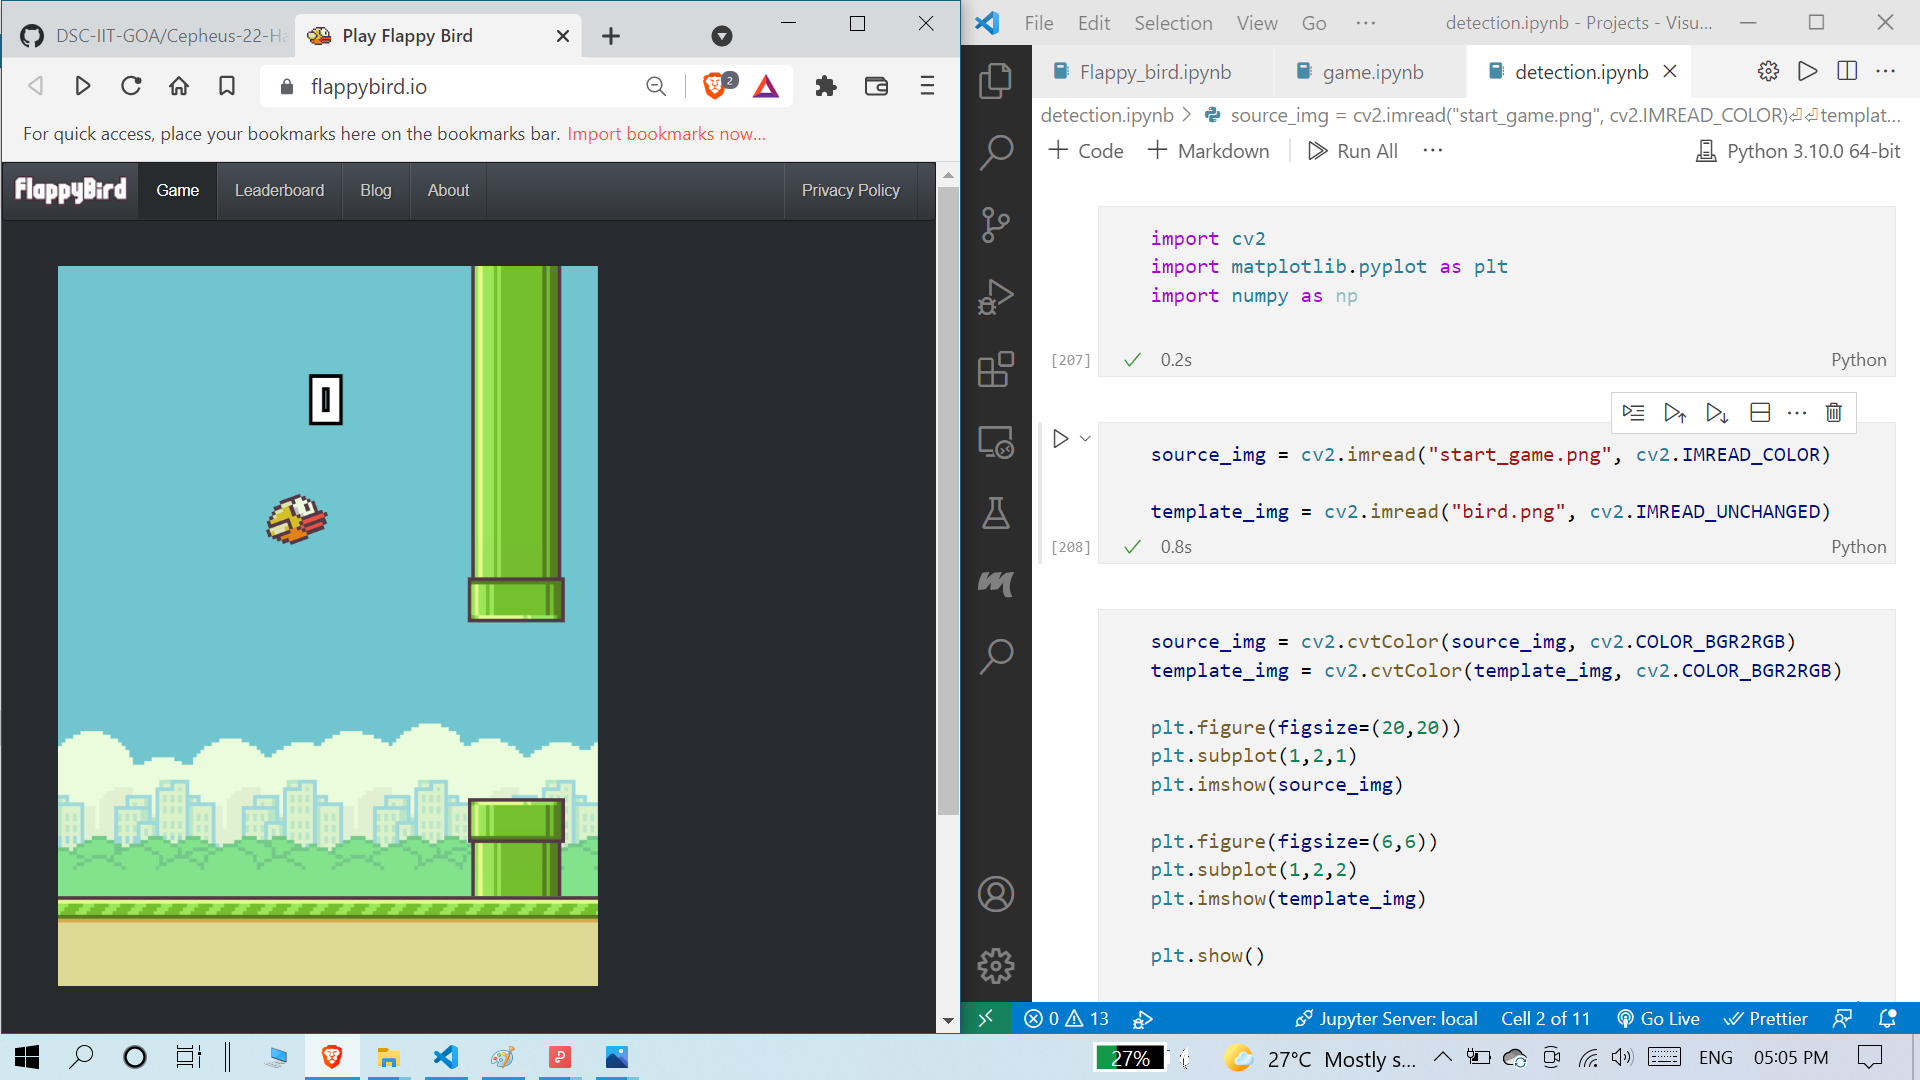 DSC-IIT-GOA/Cepheus-22-Ha
Play Flappy Bird
flappybird.io
2
For quick access, place your bookmarks here on the bookmarks bar. Import bookmarks now...
FlappyBird
Game
Leaderboard
Blog
About
Privacy Policy
0
File Edit Selection View Go ···
detection.ipynb - Projects - Visu...
Flappy_bird.ipynb
game.ipynb
detection.ipynb
detection.ipynb > source_img = cv2.imread("start_game.png", cv2.IMREAD_COLOR)⏎⏎templat...
+ Code + Markdown Run All ···
Python 3.10.0 64-bit
import cv2
import matplotlib.pyplot as plt
import numpy as np
[207] 0.2s Python
source_img = cv2.imread("start_game.png", cv2.IMREAD_COLOR)
template_img = cv2.imread("bird.png", cv2.IMREAD_UNCHANGED)
[208] 0.8s Python
source_img = cv2.cvtColor(source_img, cv2.COLOR_BGR2RGB)
template_img = cv2.cvtColor(template_img, cv2.COLOR_BGR2RGB)
plt.figure(figsize=(20,20))
plt.subplot(1,2,1)
plt.imshow(source_img)
plt.figure(figsize=(6,6))
plt.subplot(1,2,2)
plt.imshow(template_img)
plt.show()
0 13
Jupyter Server: local Cell 2 of 11 Go Live Prettier
27% 27°C Mostly s... ENG 05:05 PM